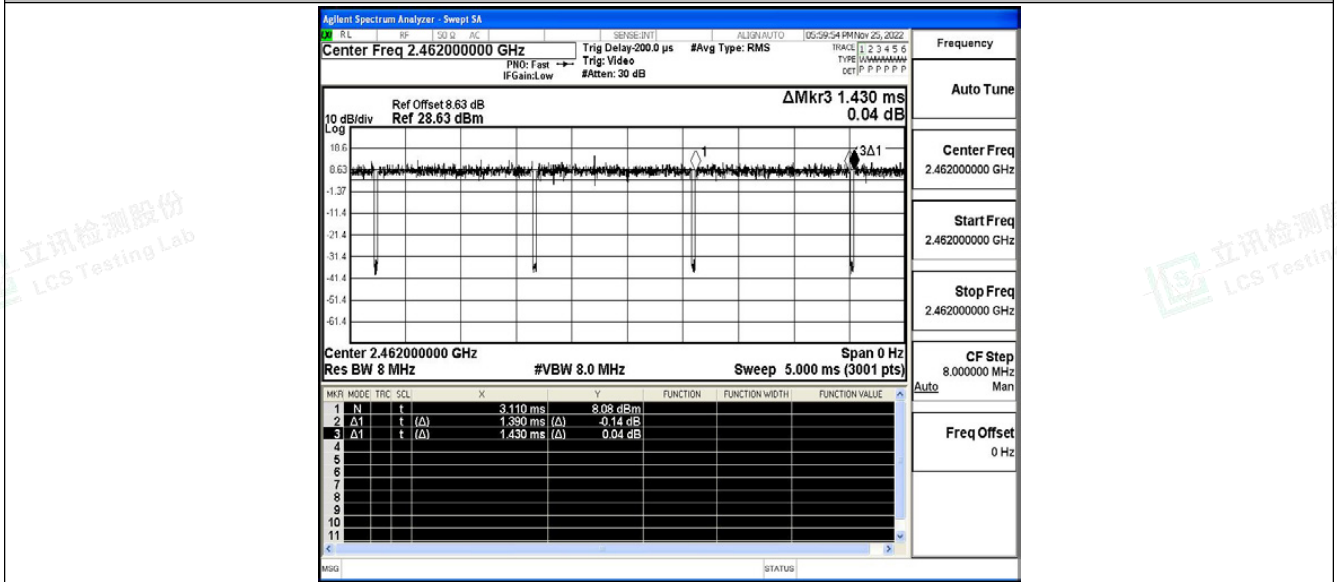 Agilent Spectrum Analyzer - Swept SA
RL RF 50 Ω AC SENSE:INT ALIGNAUTO 05:59:54 PM Nov 25, 2022
Center Freq 2.462000000 GHz
PNO: Fast
IFGain:Low
Trig Delay-200.0 µs
Trig: Video
#Atten: 30 dB
#Avg Type: RMS
TRACE 1 2 3 4 5 6
TYPE
DET P P P P P P
ΔMkr3 1.430 ms
0.04 dB
Ref Offset 8.63 dB
10 dB/div Ref 28.63 dBm
Log
18.6
8.63
-1.37
-11.4
-21.4
-31.4
-41.4
-51.4
-61.4
1
3Δ1
Center 2.462000000 GHz Span 0 Hz
Res BW 8 MHz #VBW 8.0 MHz Sweep 5.000 ms (3001 pts)
MKR MODE TRC SCL X Y FUNCTION FUNCTION WIDTH FUNCTION VALUE
1 N t 3.110 ms 8.08 dBm
2 Δ1 t (Δ) 1.390 ms (Δ) -0.14 dB
3 Δ1 t (Δ) 1.430 ms (Δ) 0.04 dB
4
5
6
7
8
9
10
11
MSG STATUS
Frequency
Auto Tune
Center Freq
2.462000000 GHz
Start Freq
2.462000000 GHz
Stop Freq
2.462000000 GHz
CF Step
8.000000 MHz
Auto Man
Freq Offset
0 Hz
立讯检测股份
LCS Testing Lab
立讯检测
LCS Testin